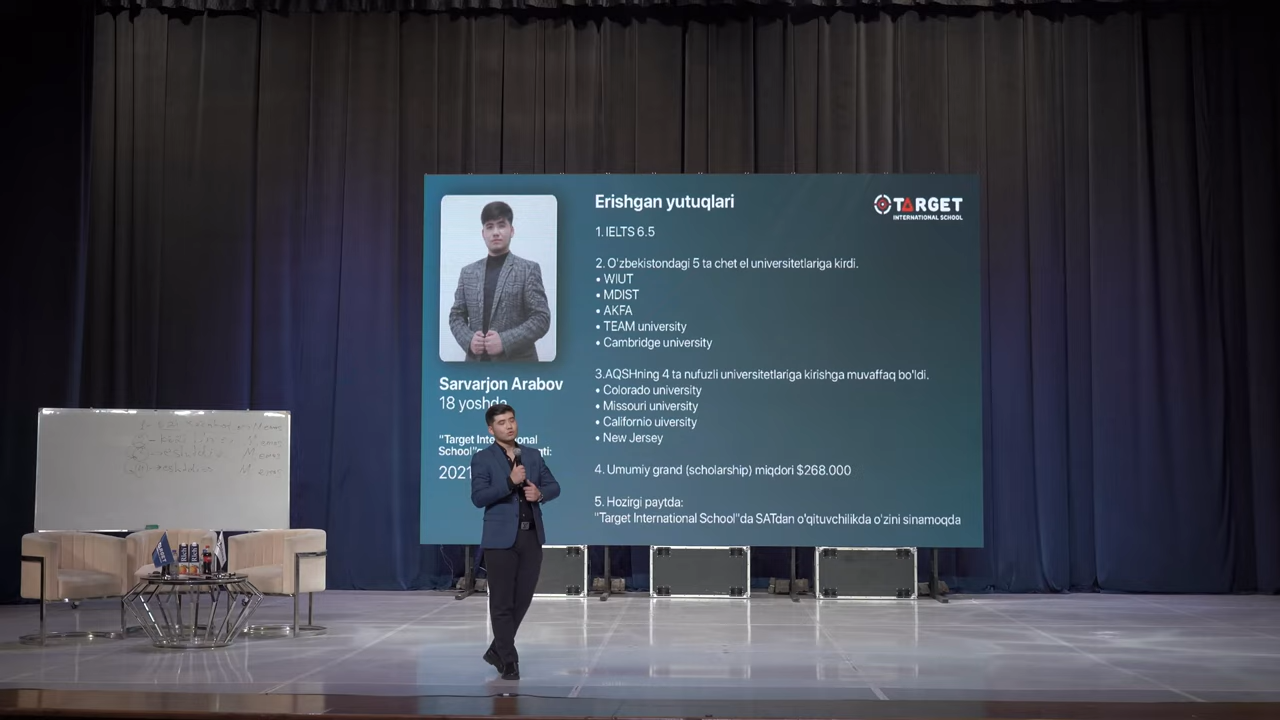 Erishgan yutuqlari
TARGET
INTERNATIONAL SCHOOL
1. IELTS 6.5
2. O'zbekistondagi 5 ta chet el universitetlariga kirdi.
• WIUT
• MDIST
• AKFA
• TEAM university
• Cambridge university
3.AQSHning 4 ta nufuzli universitetlariga kirishga muvaffaq bo'ldi.
• Colorado university
• Missouri university
• Californio uiversity
• New Jersey
4. Umumiy grand (scholarship) miqdori $268.000
5. Hozirgi paytda:
"Target International School"da SATdan o'qituvchilikda o'zini sinamoqda
Sarvarjon Arabov
18 yoshda
"Target
School"
2021